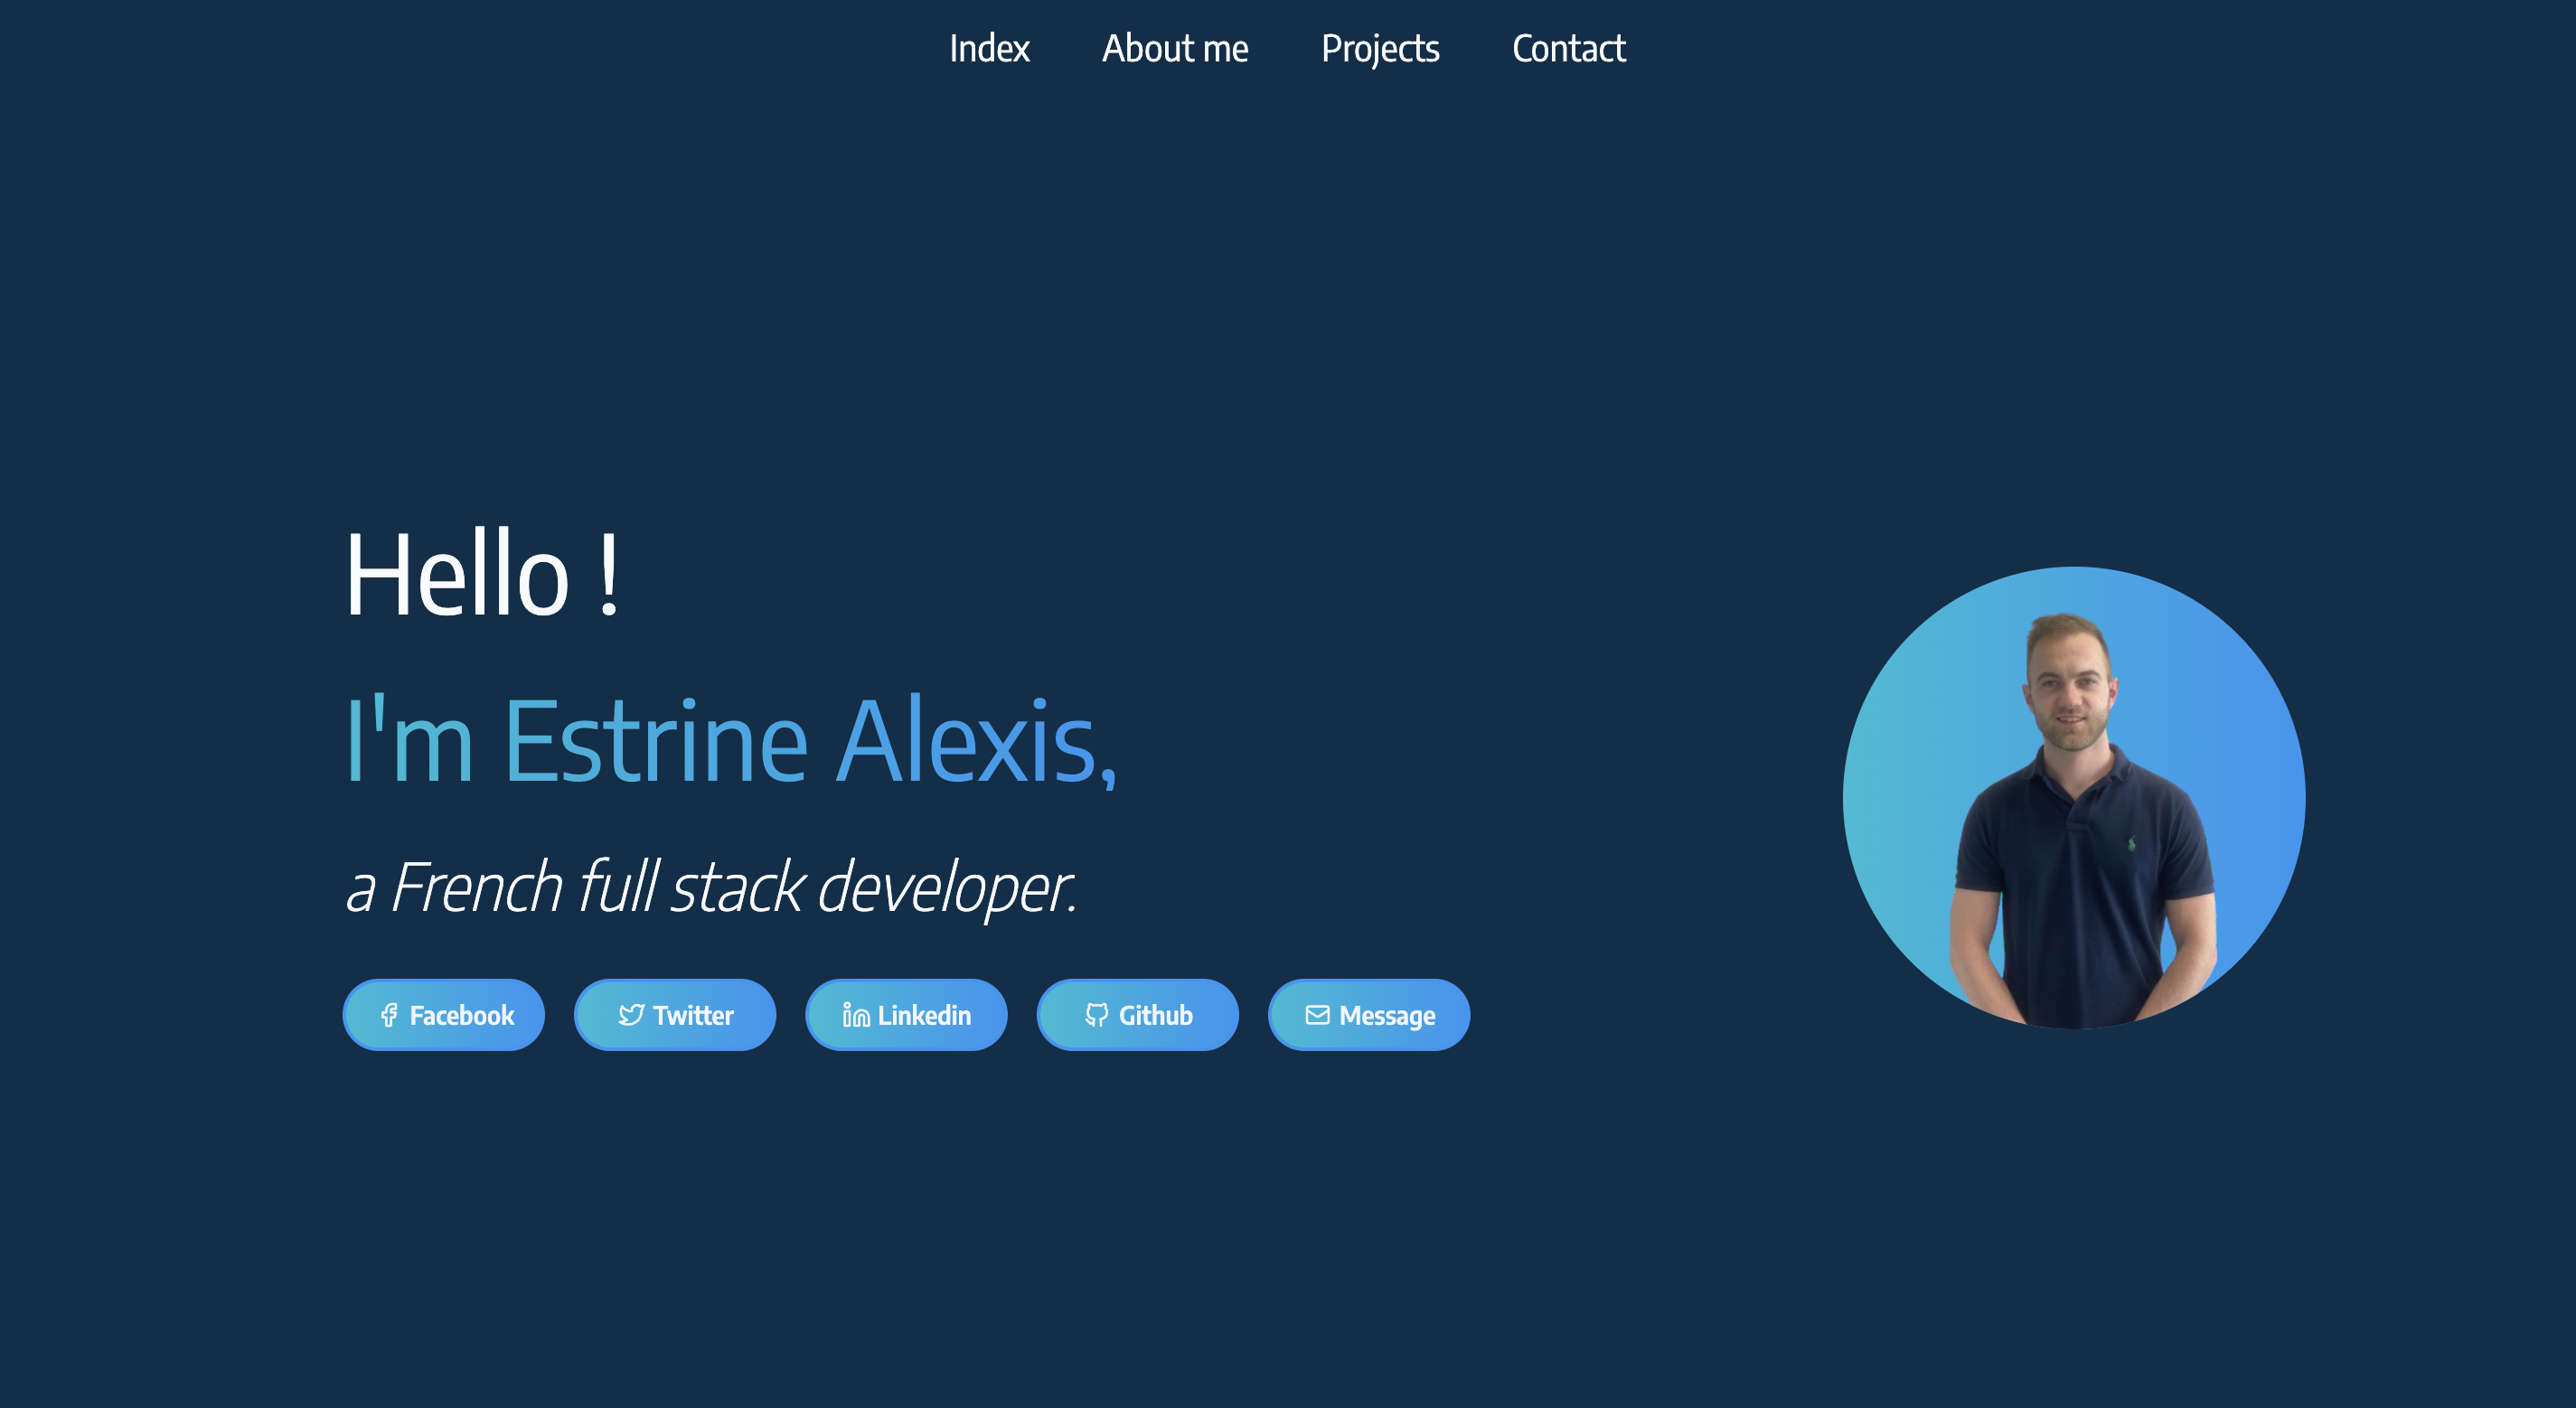 Index About me Projects Contact
Hello !
I'm Estrine Alexis,
a French full stack developer.
Facebook Twitter Linkedin Github Message